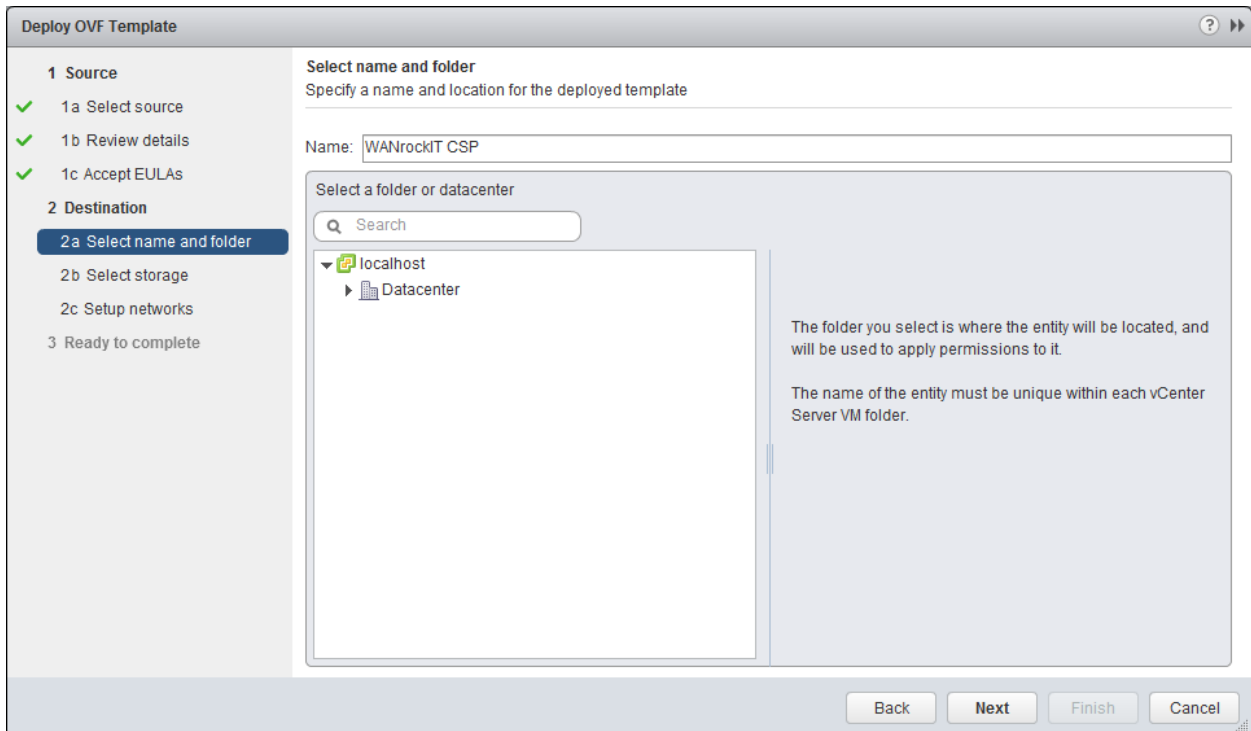 Deploy OVF Template
?
1 Source
1a Select source
1b Review details
1c Accept EULAs
2 Destination
2a Select name and folder
2b Select storage
2c Setup networks
3 Ready to complete
Select name and folder
Specify a name and location for the deployed template
Name: WANrockIT CSP
Select a folder or datacenter
Search
localhost
Datacenter
The folder you select is where the entity will be located, and
will be used to apply permissions to it.
The name of the entity must be unique within each vCenter
Server VM folder.
Back Next Finish Cancel